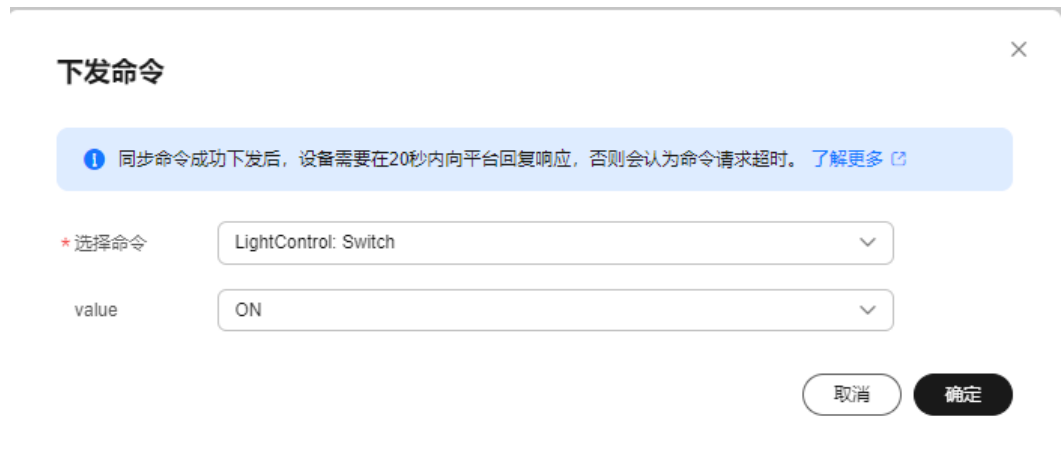 下发命令
同步命令成功下发后，设备需要在20秒内向平台回复响应，否则会认为命令请求超时。 了解更多
* 选择命令 LightControl: Switch
value ON
取消 确定